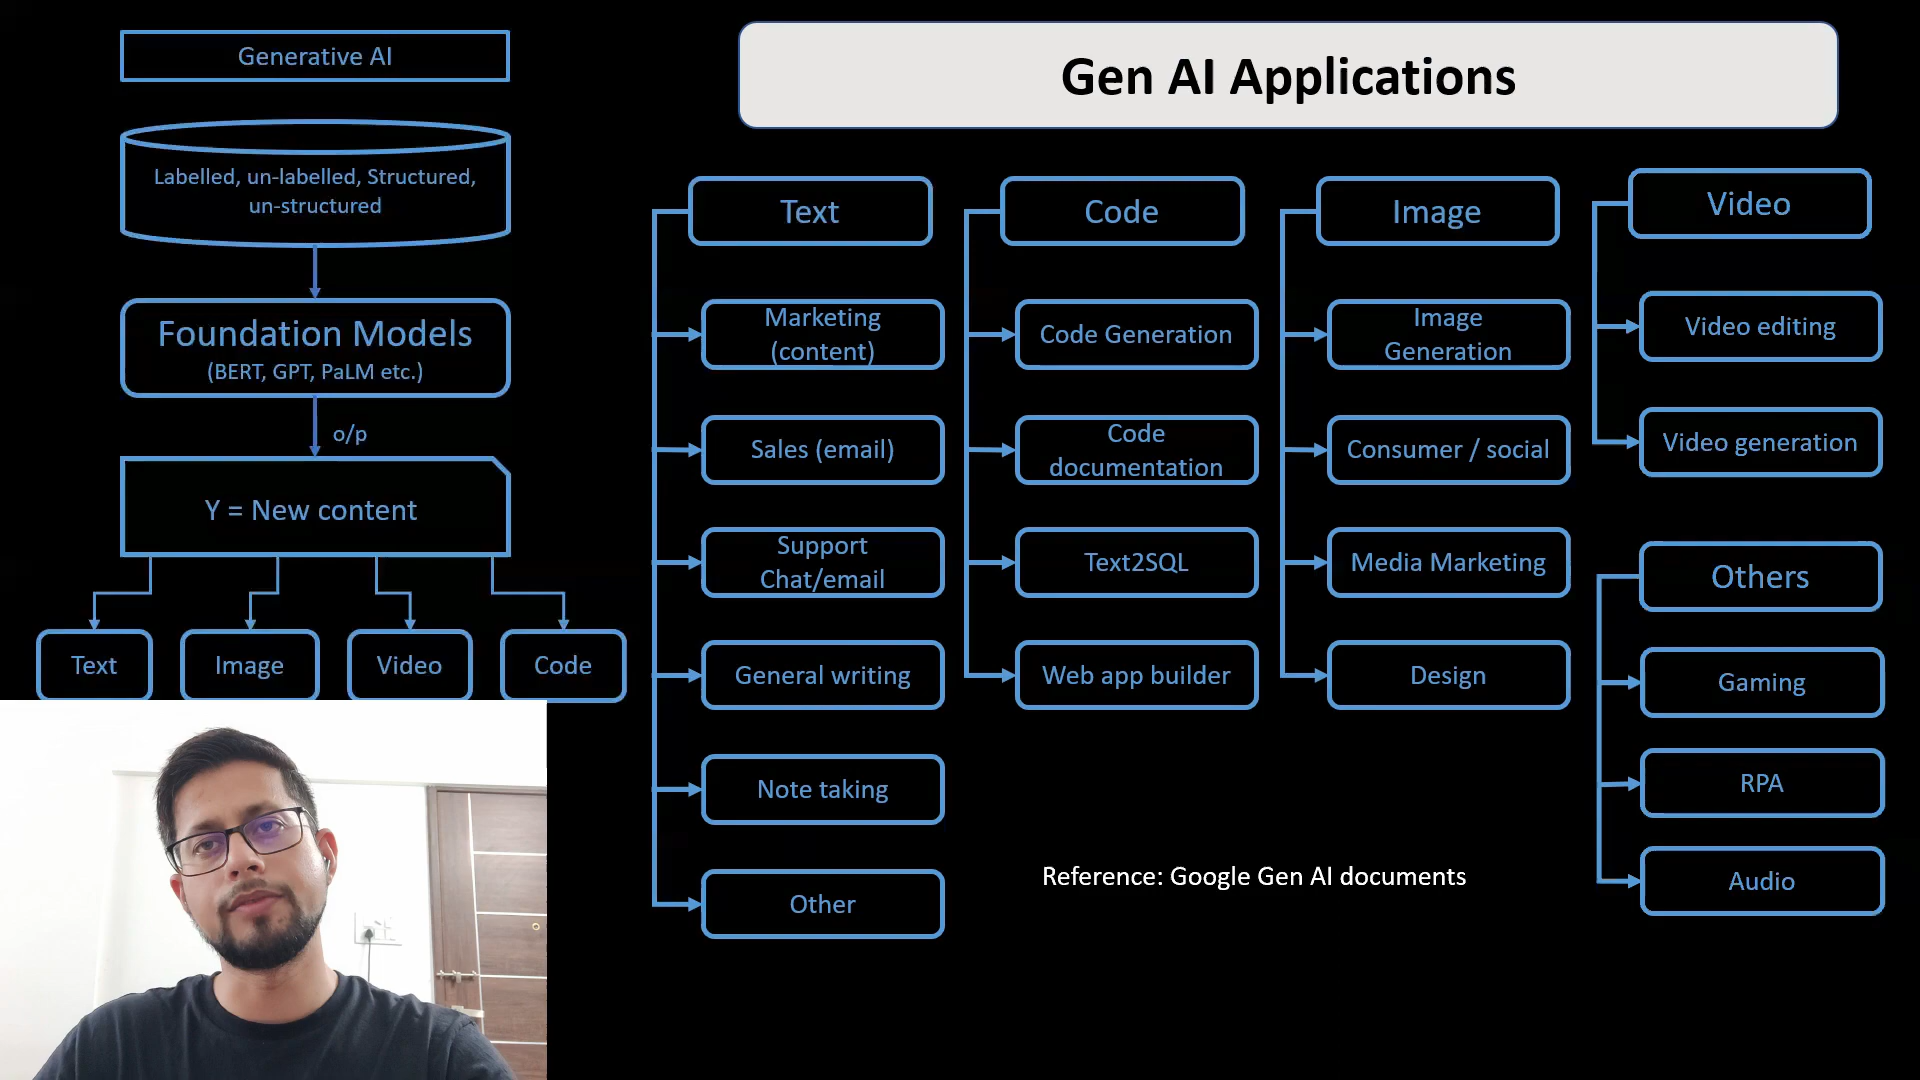 Generative AI
Labelled, un-labelled, Structured,
un-structured
Foundation Models
(BERT, GPT, PaLM etc.)
o/p
Y = New content
Text
Image
Video
Code
Gen AI Applications
Text
Marketing
(content)
Sales (email)
Support
Chat/email
General writing
Note taking
Other
Code
Code Generation
Code
documentation
Text2SQL
Web app builder
Image
Image
Generation
Consumer / social
Media Marketing
Design
Video
Video editing
Video generation
Others
Gaming
RPA
Audio
Reference: Google Gen AI documents